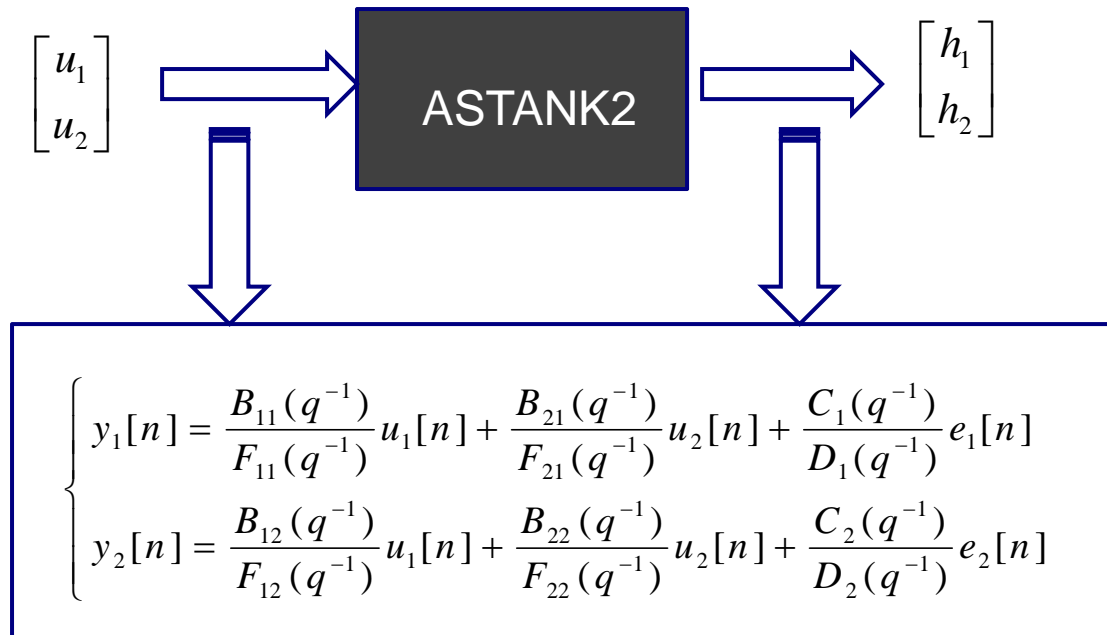 [u₁ u₂] ASTANK2 [h₁ h₂]
{ y₁[n] = B₁₁(q⁻¹)/F₁₁(q⁻¹) u₁[n] + B₂₁(q⁻¹)/F₂₁(q⁻¹) u₂[n] + C₁(q⁻¹)/D₁(q⁻¹) e₁[n]
y₂[n] = B₁₂(q⁻¹)/F₁₂(q⁻¹) u₁[n] + B₂₂(q⁻¹)/F₂₂(q⁻¹) u₂[n] + C₂(q⁻¹)/D₂(q⁻¹) e₂[n]